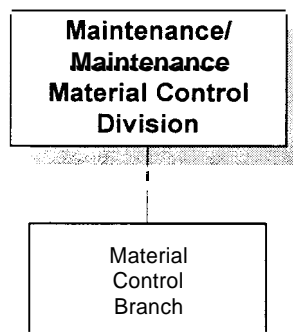 Maintenance/
Maintenance
Material Control
Division
Material
Control
Branch